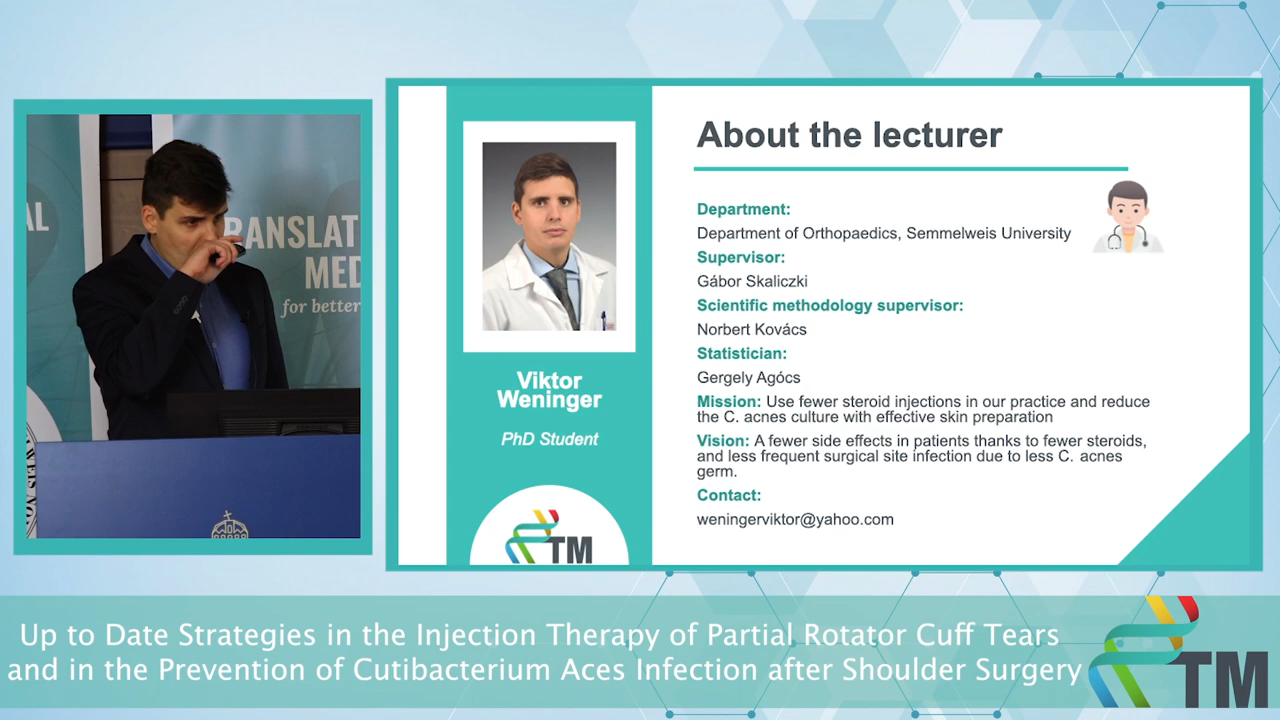 AL
RANSLAT
MED
for better
About the lecturer
Department:
Department of Orthopaedics, Semmelweis University
Supervisor:
Gábor Skaliczki
Scientific methodology supervisor:
Norbert Kovács
Statistician:
Gergely Agócs
Mission: Use fewer steroid injections in our practice and reduce
the C. acnes culture with effective skin preparation
Vision: A fewer side effects in patients thanks to fewer steroids,
and less frequent surgical site infection due to less C. acnes
germ.
Contact:
weningerviktor@yahoo.com
Viktor
Weninger
PhD Student
TM
Up to Date Strategies in the Injection Therapy of Partial Rotator Cuff Tears
and in the Prevention of Cutibacterium Aces Infection after Shoulder Surgery
TM